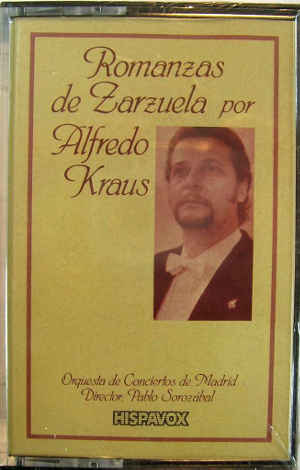 Romanzas
de Zarzuela por
Alfredo
Kraus
Orquesta de Conciertos de Madrid
Director, Pablo Sorozábal
HISPAVOX